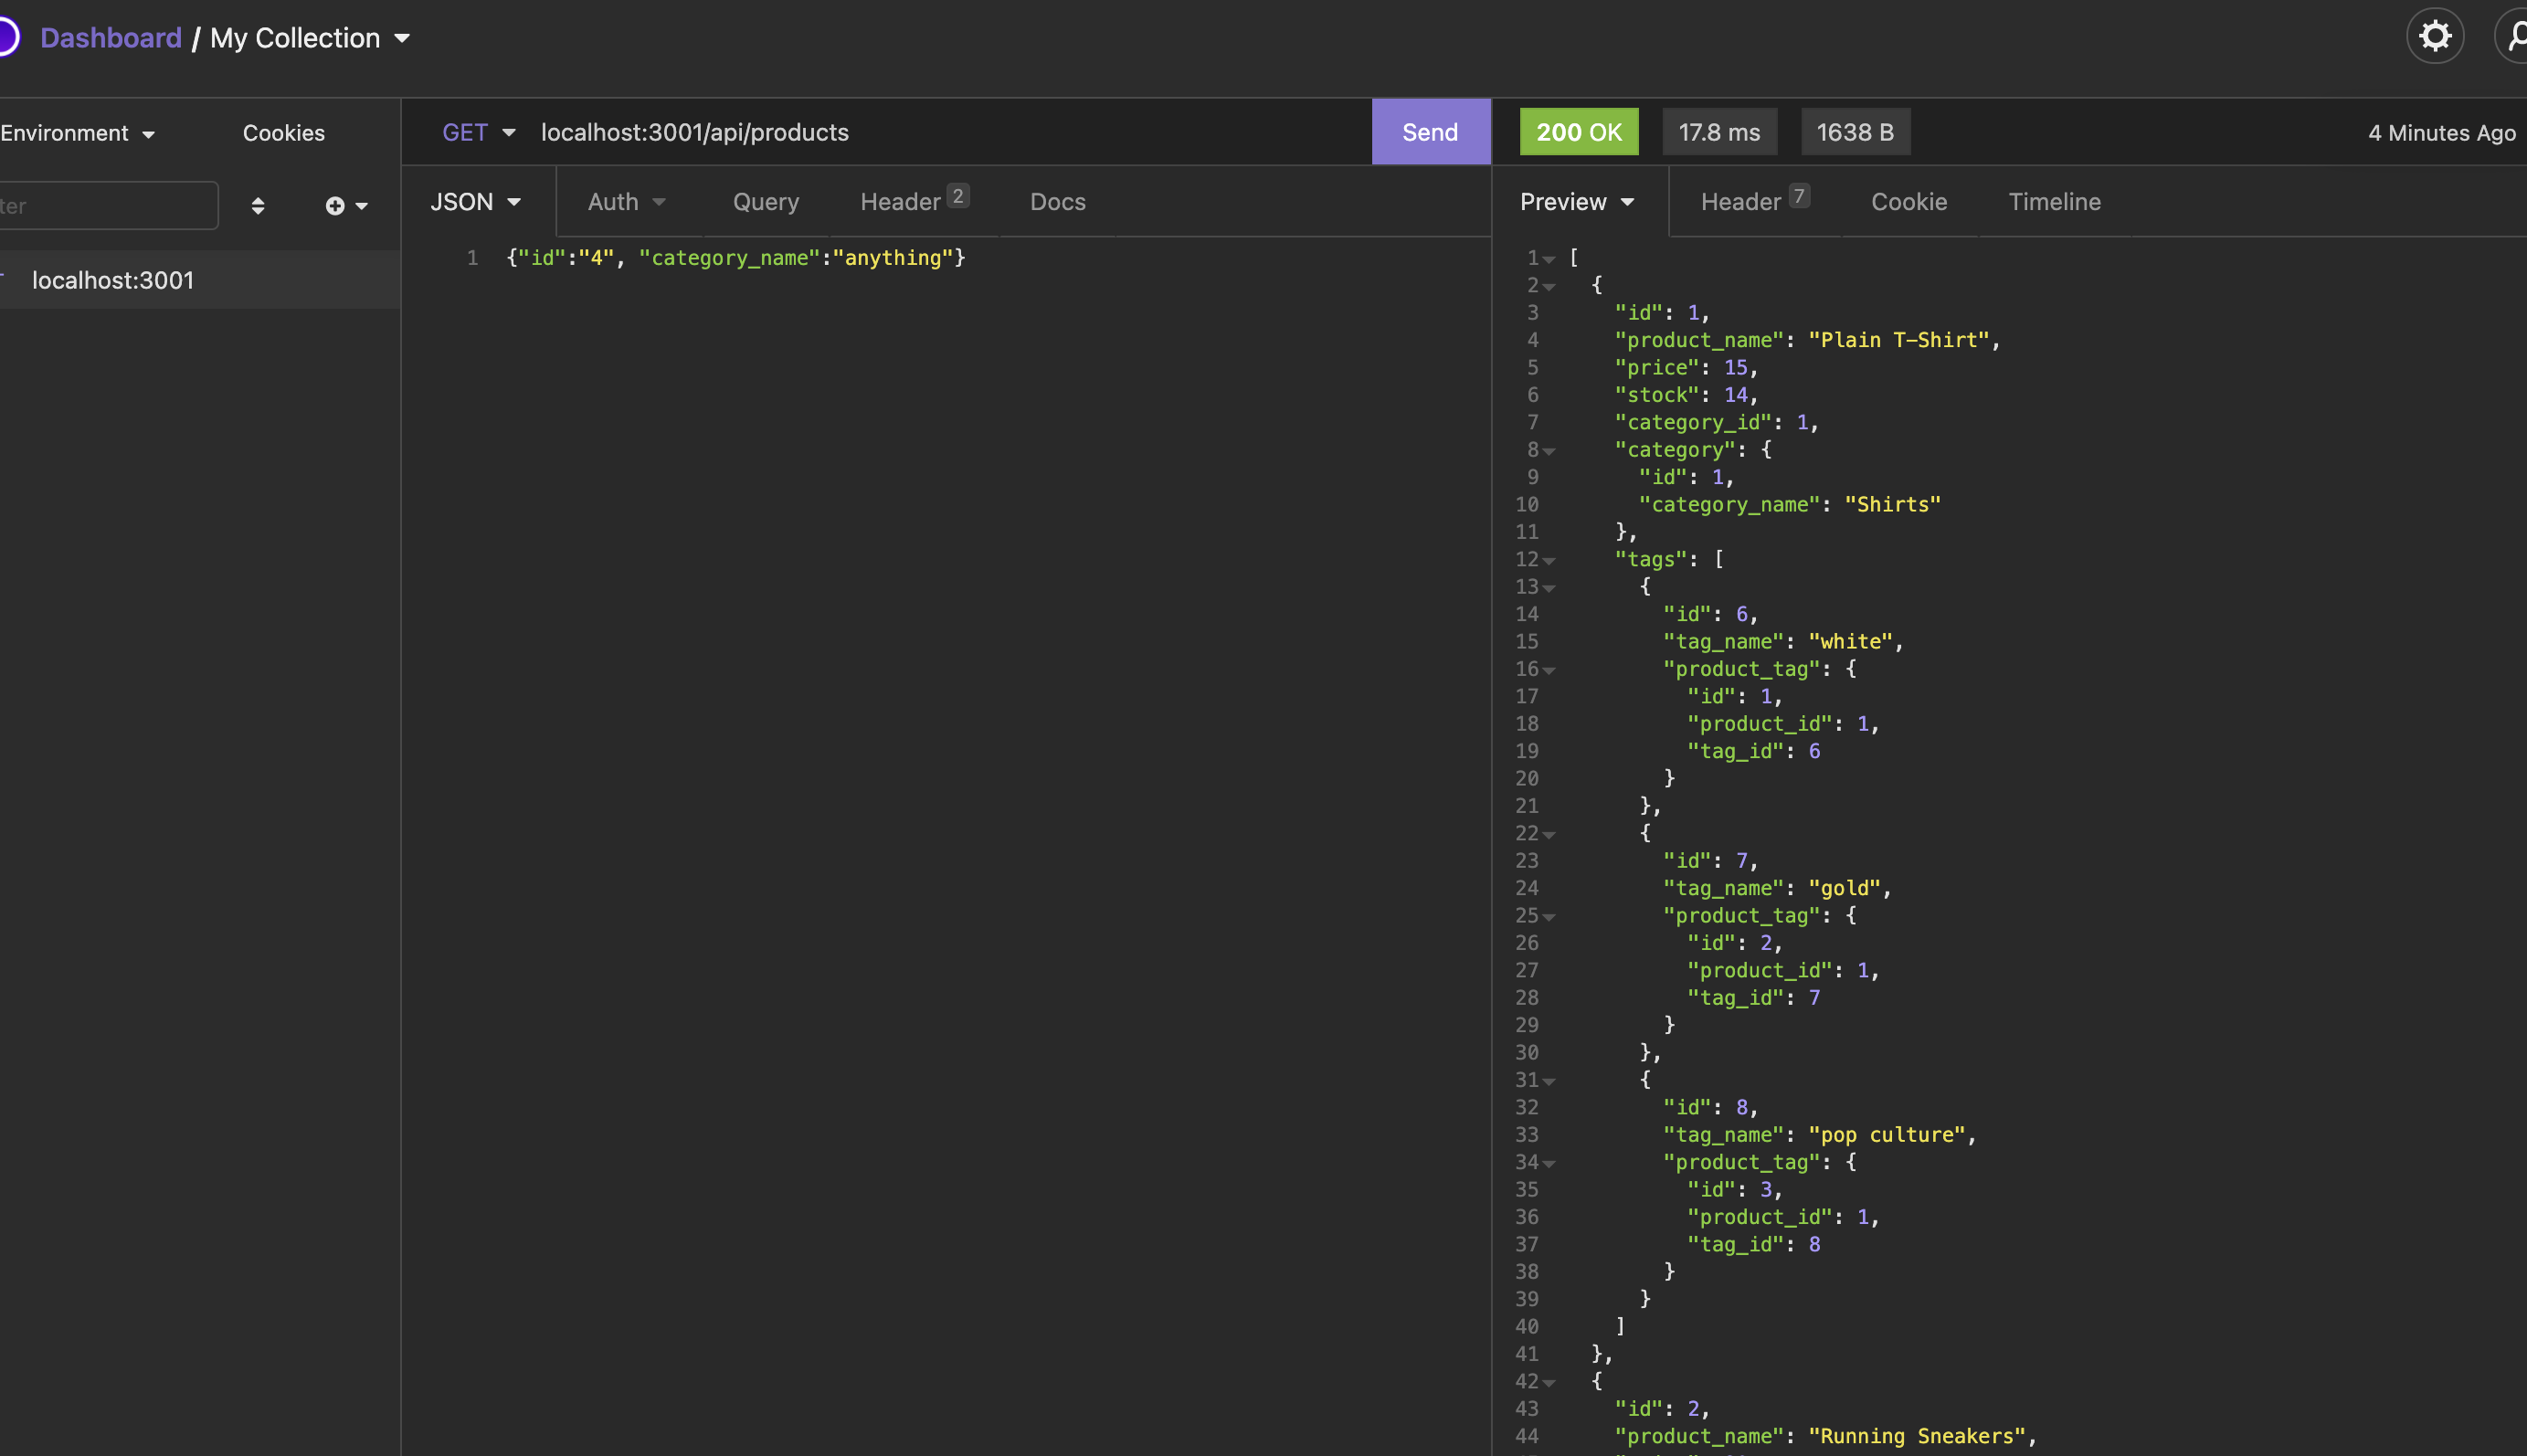 Dashboard / My Collection
Environment Cookies
GET localhost:3001/api/products Send
200 OK 17.8 ms 1638 B 4 Minutes Ago
ter
localhost:3001
JSON Auth Query Header 2 Docs
Preview Header 7 Cookie Timeline
1 {"id":"4", "category_name":"anything"}
1 [
2 {
3 "id": 1,
4 "product_name": "Plain T-Shirt",
5 "price": 15,
6 "stock": 14,
7 "category_id": 1,
8 "category": {
9 "id": 1,
10 "category_name": "Shirts"
11 },
12 "tags": [
13 {
14 "id": 6,
15 "tag_name": "white",
16 "product_tag": {
17 "id": 1,
18 "product_id": 1,
19 "tag_id": 6
20 }
21 },
22 {
23 "id": 7,
24 "tag_name": "gold",
25 "product_tag": {
26 "id": 2,
27 "product_id": 1,
28 "tag_id": 7
29 }
30 },
31 {
32 "id": 8,
33 "tag_name": "pop culture",
34 "product_tag": {
35 "id": 3,
36 "product_id": 1,
37 "tag_id": 8
38 }
39 }
40 ]
41 },
42 {
43 "id": 2,
44 "product_name": "Running Sneakers",